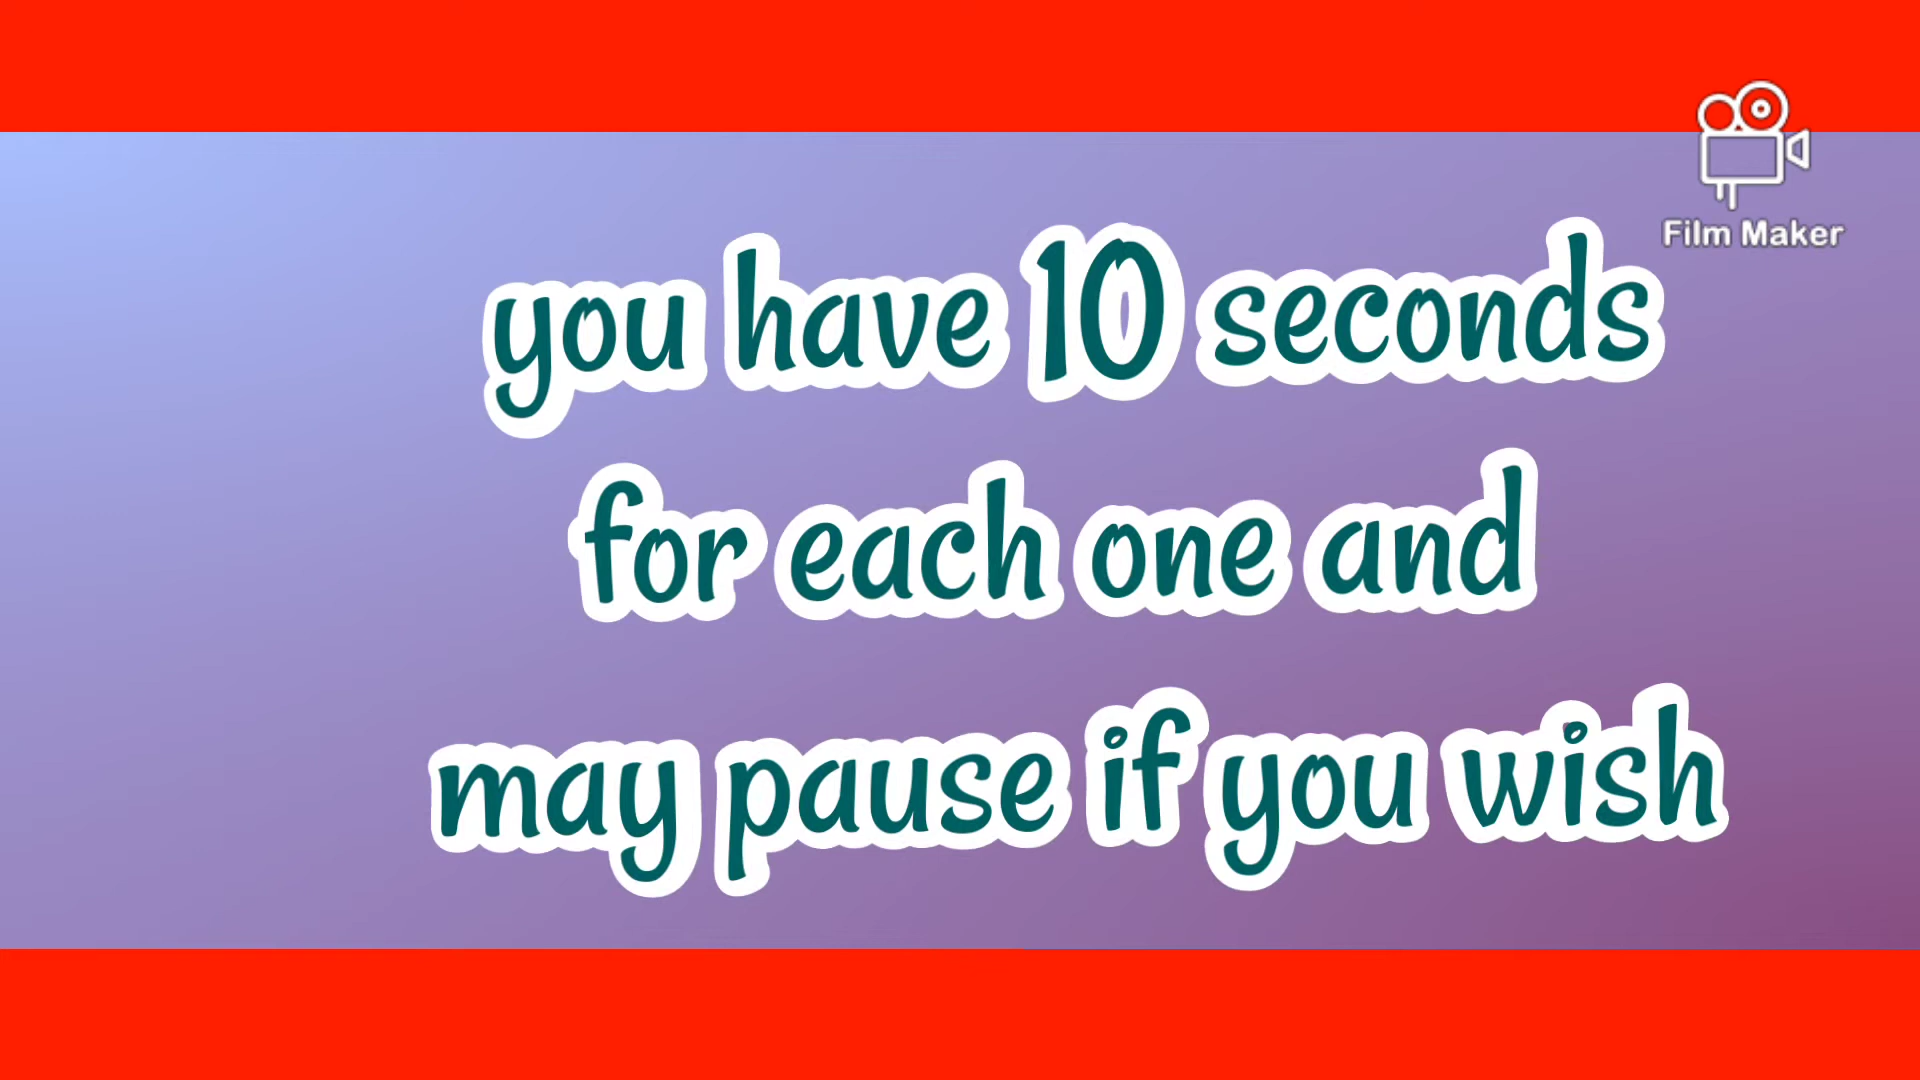 Film Maker
you have 10 seconds
for each one and
may pause if you wish